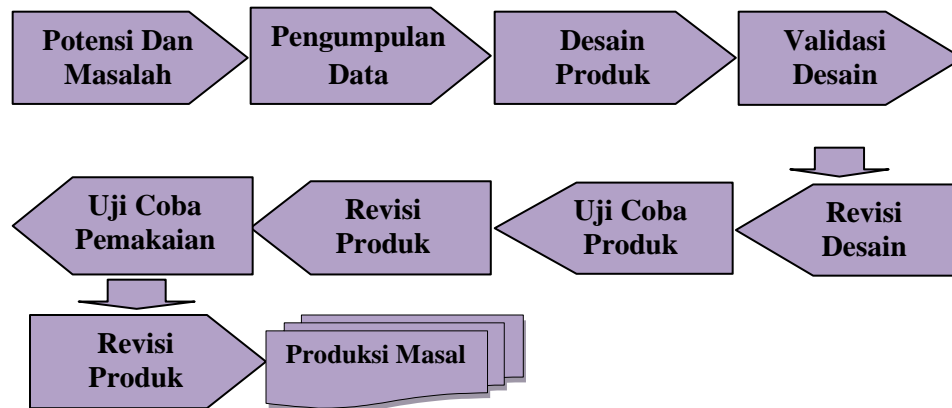 Potensi Dan
Masalah
Pengumpulan
Data
Desain
Produk
Validasi
Desain
Revisi
Desain
Uji Coba
Produk
Revisi
Produk
Uji Coba
Pemakaian
Revisi
Produk
Produksi Masal